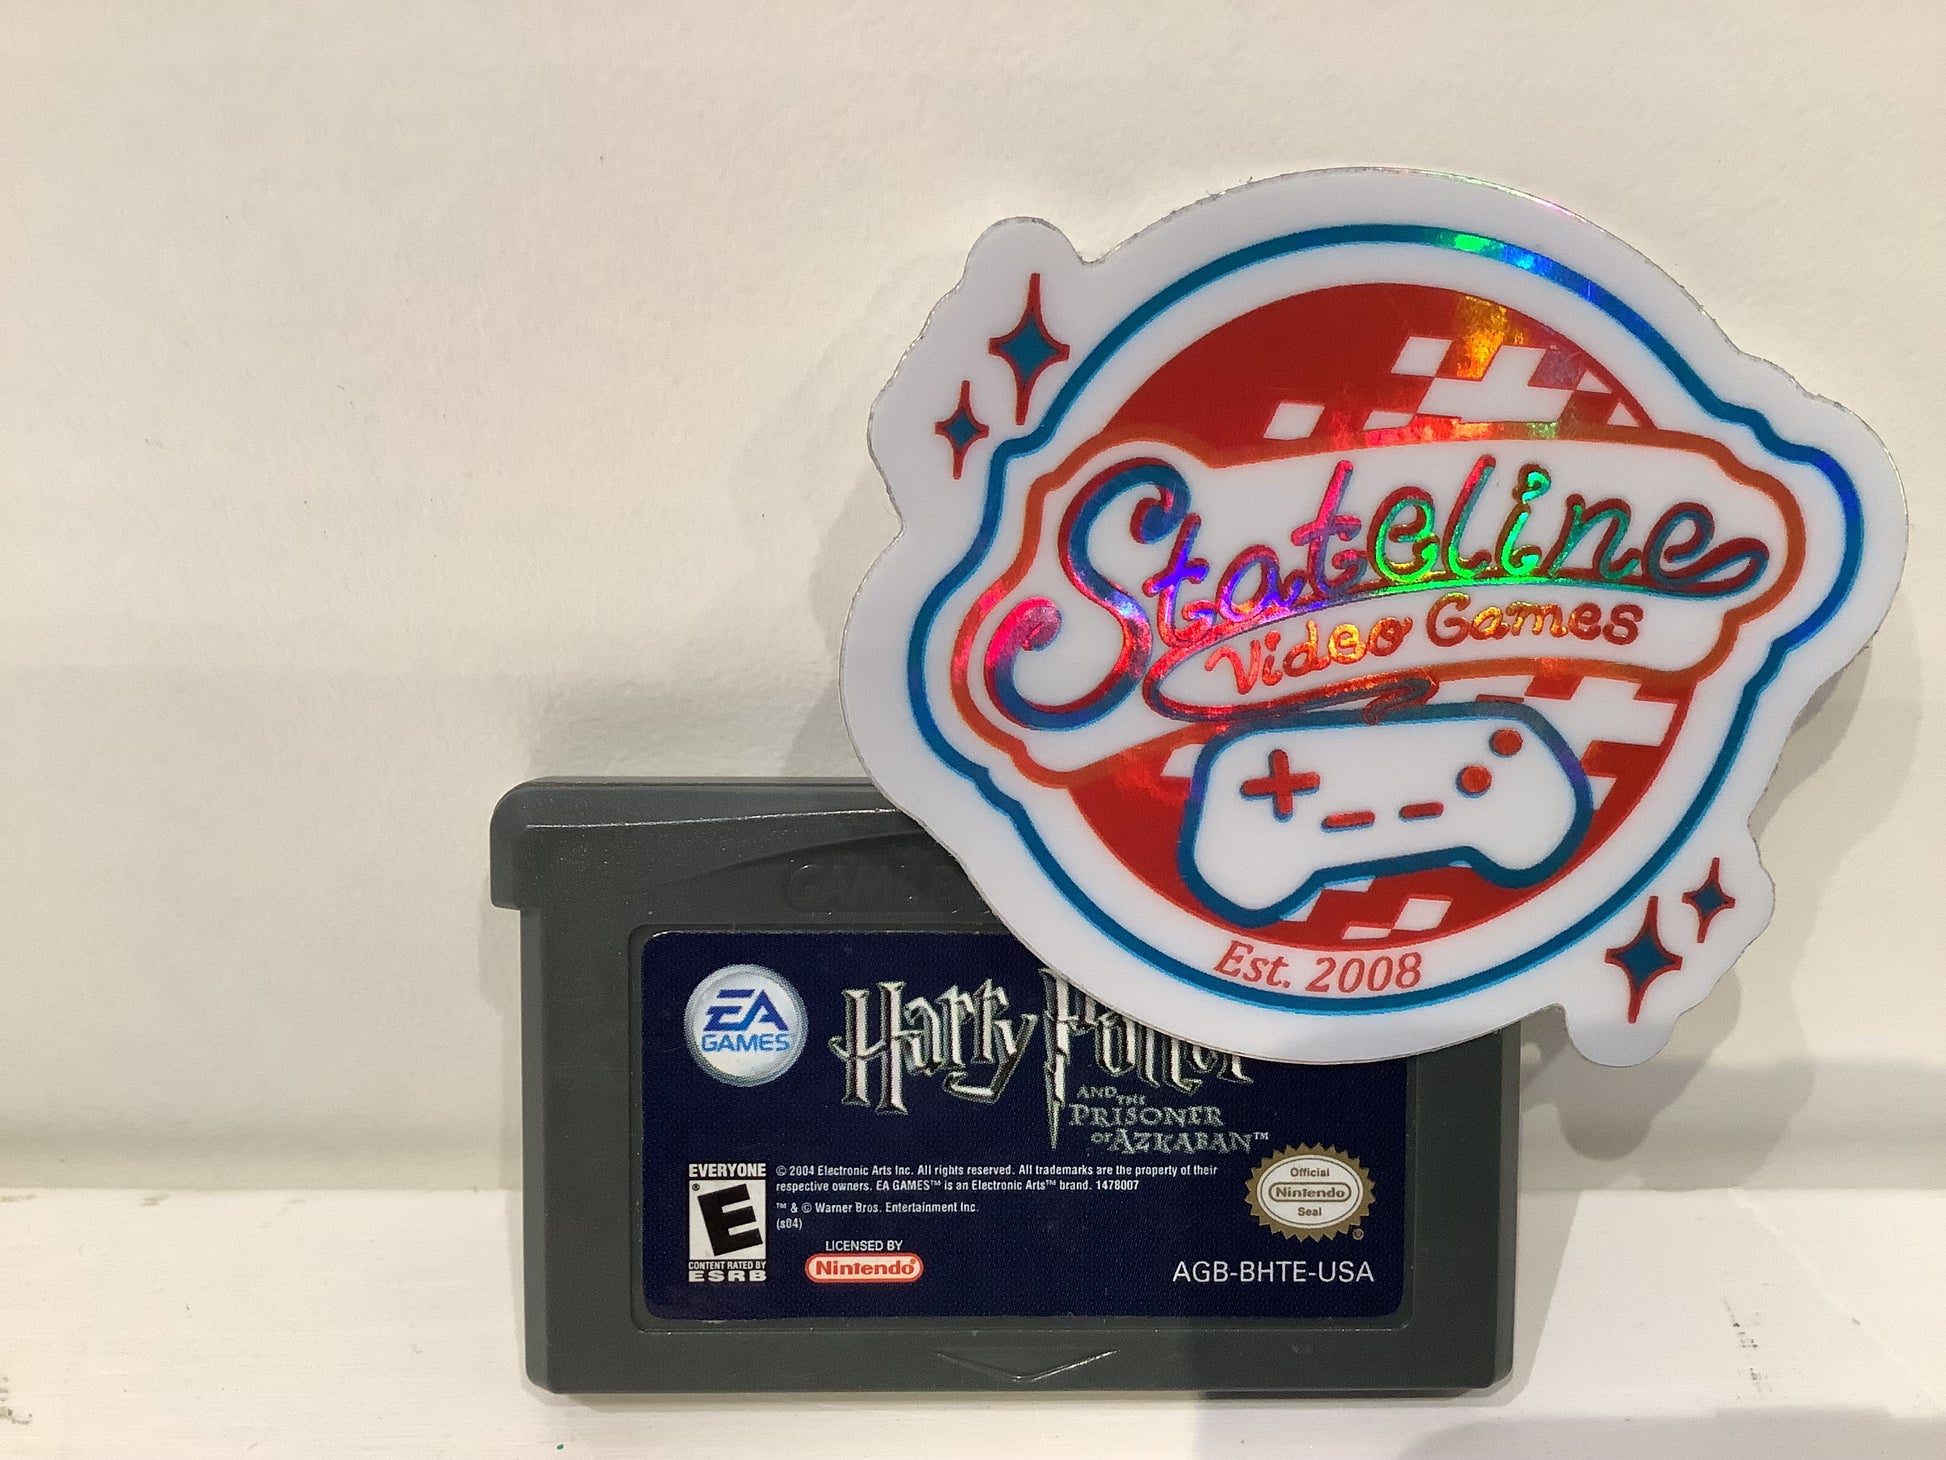 Stateline
Video Games
Est. 2008
GAME B
EA
GAMES
Harry Potter
AND THE
PRISONER
OF AZKABAN™
EVERYONE
E
CONTENT RATED BY
ESRB
© 2004 Electronic Arts Inc. All rights reserved. All trademarks are the property of their
respective owners. EA GAMES™ is an Electronic Arts™ brand. 1478007
™ & © Warner Bros. Entertainment Inc.
(s04)
LICENSED BY
Nintendo®
Official
Nintendo
Seal
®
AGB-BHTE-USA